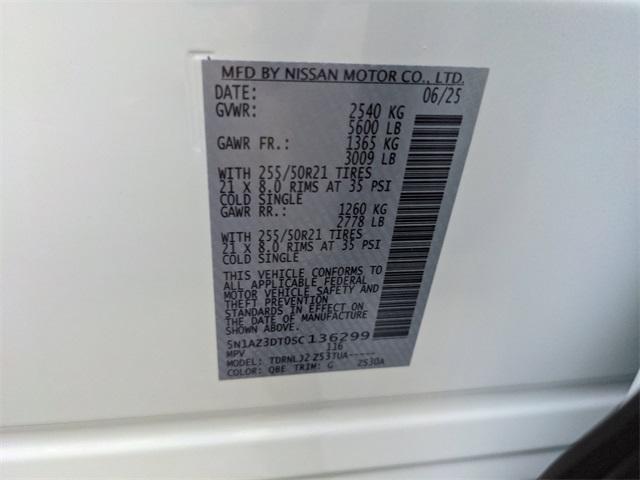 MFD BY NISSAN MOTOR CO., LTD.
DATE: 06/25
GVWR: 2540 KG
5600 LB
GAWR FR.: 1365 KG
3009 LB
WITH 255/50R21 TIRES
21 X 8.0 RIMS AT 35 PSI
COLD SINGLE
GAWR RR.: 1260 KG
2778 LB
WITH 255/50R21 TIRES
21 X 8.0 RIMS AT 35 PSI
COLD SINGLE
THIS VEHICLE CONFORMS TO
ALL APPLICABLE FEDERAL
MOTOR VEHICLE SAFETY AND
THEFT PREVENTION
STANDARDS IN EFFECT ON
THE DATE OF MANUFACTURE
SHOWN ABOVE.
5N1AZ3DT0SC136299
MPV 116
MODEL: TDRNLJ2 Z53TUA-----
COLOR: QBE TRIM: G Z530A